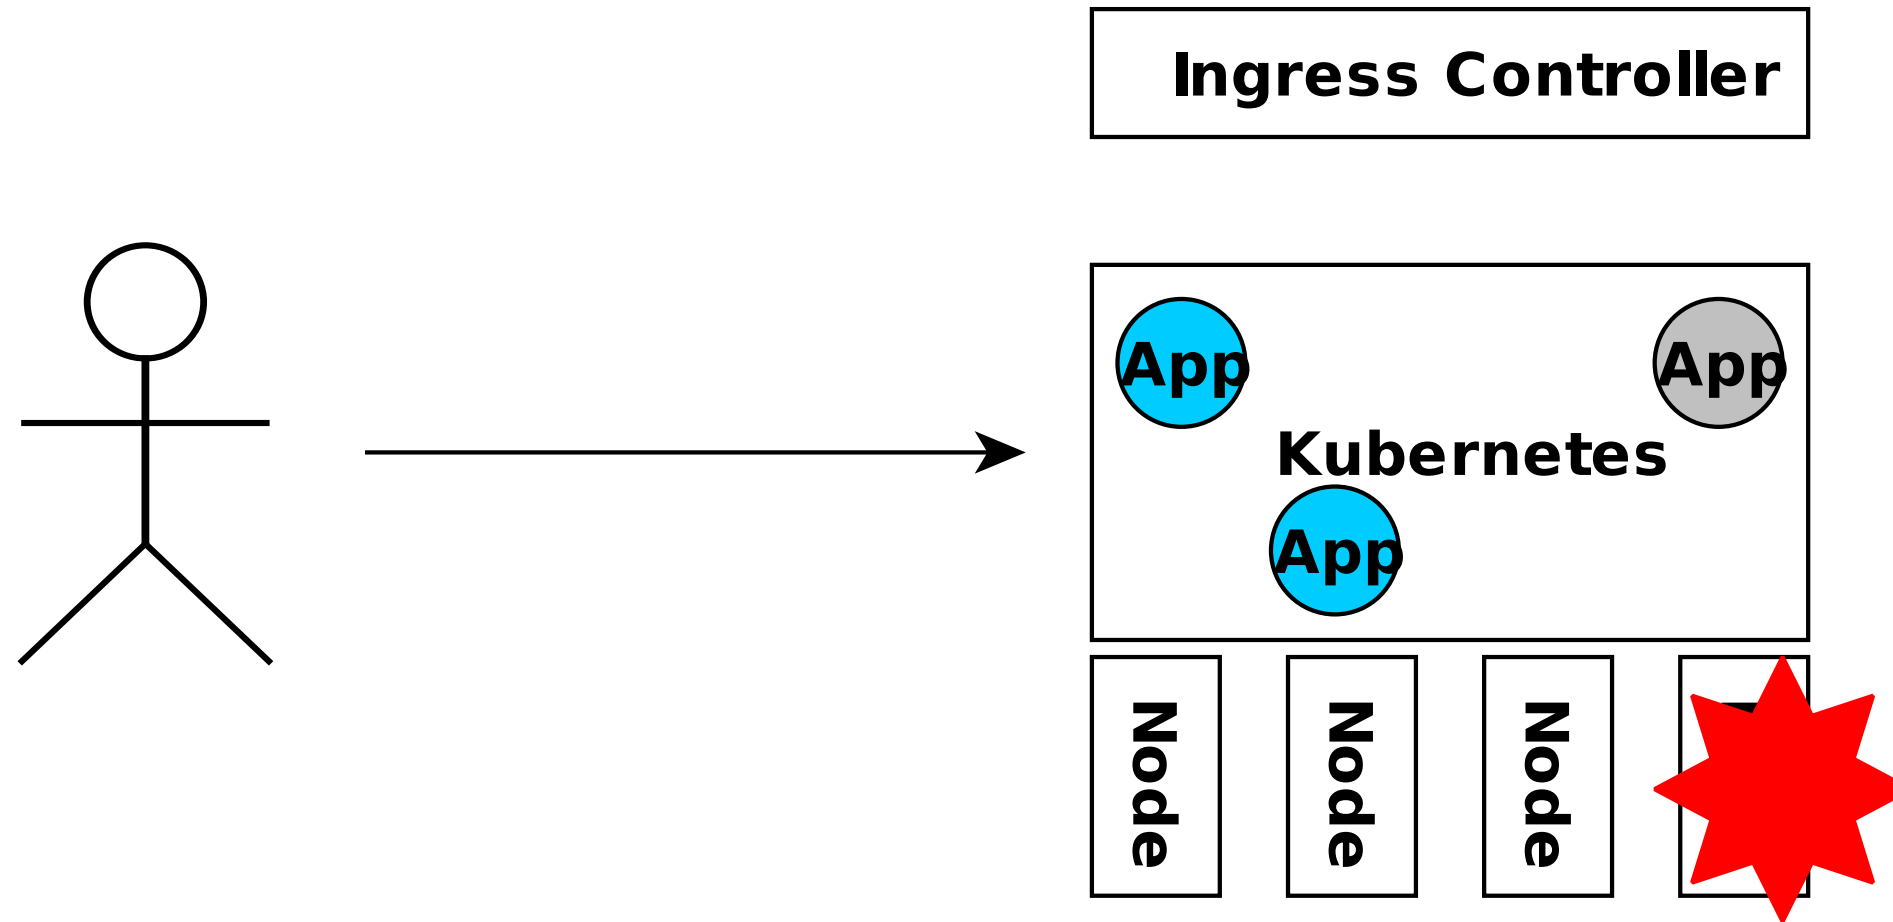 Ingress Controller
App
App
Kubernetes
App
Node
Node
Node